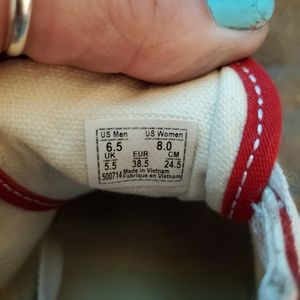 US Men US Women
6.5 8.0
UK EUR CM
5.5 38.5 24.5
500714 Made in Vietnam
Fabrique en Vietnam